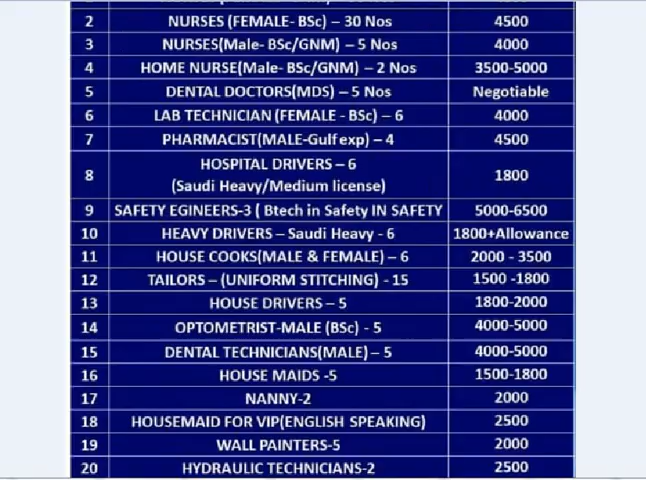 2 NURSES (FEMALE- BSc) – 30 Nos 4500
3 NURSES(Male- BSc/GNM) – 5 Nos 4000
4 HOME NURSE(Male- BSc/GNM) – 2 Nos 3500-5000
5 DENTAL DOCTORS(MDS) – 5 Nos Negotiable
6 LAB TECHNICIAN (FEMALE - BSc) – 6 4000
7 PHARMACIST(MALE-Gulf exp) – 4 4500
8 HOSPITAL DRIVERS – 6 1800
(Saudi Heavy/Medium license)
9 SAFETY EGINEERS-3 ( Btech in Safety IN SAFETY 5000-6500
10 HEAVY DRIVERS – Saudi Heavy - 6 1800+Allowance
11 HOUSE COOKS(MALE & FEMALE) – 6 2000 - 3500
12 TAILORS – (UNIFORM STITCHING) - 15 1500 -1800
13 HOUSE DRIVERS – 5 1800-2000
14 OPTOMETRIST-MALE (BSc) - 5 4000-5000
15 DENTAL TECHNICIANS(MALE) – 5 4000-5000
16 HOUSE MAIDS -5 1500-1800
17 NANNY-2 2000
18 HOUSEMAID FOR VIP(ENGLISH SPEAKING) 2500
19 WALL PAINTERS-5 2000
20 HYDRAULIC TECHNICIANS-2 2500